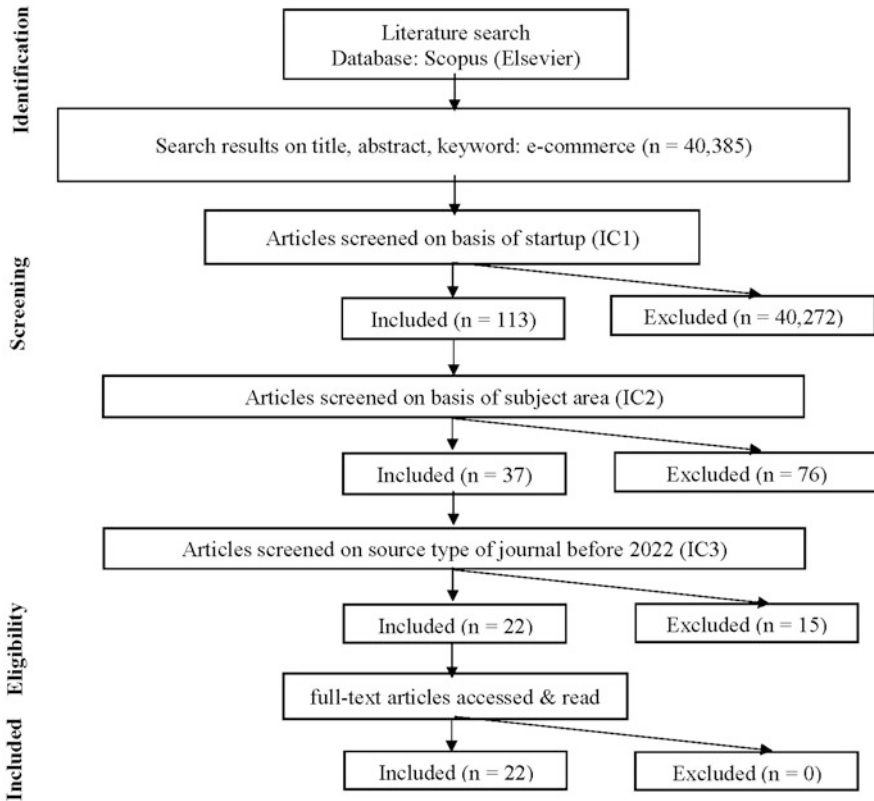 Identification
Literature search
Database: Scopus (Elsevier)
Search results on title, abstract, keyword: e-commerce (n = 40,385)
Screening
Articles screened on basis of startup (IC1)
Included (n = 113)
Excluded (n = 40,272)
Articles screened on basis of subject area (IC2)
Included (n = 37)
Excluded (n = 76)
Articles screened on source type of journal before 2022 (IC3)
Eligibility
Included (n = 22)
Excluded (n = 15)
full-text articles accessed & read
Included
Included (n = 22)
Excluded (n = 0)